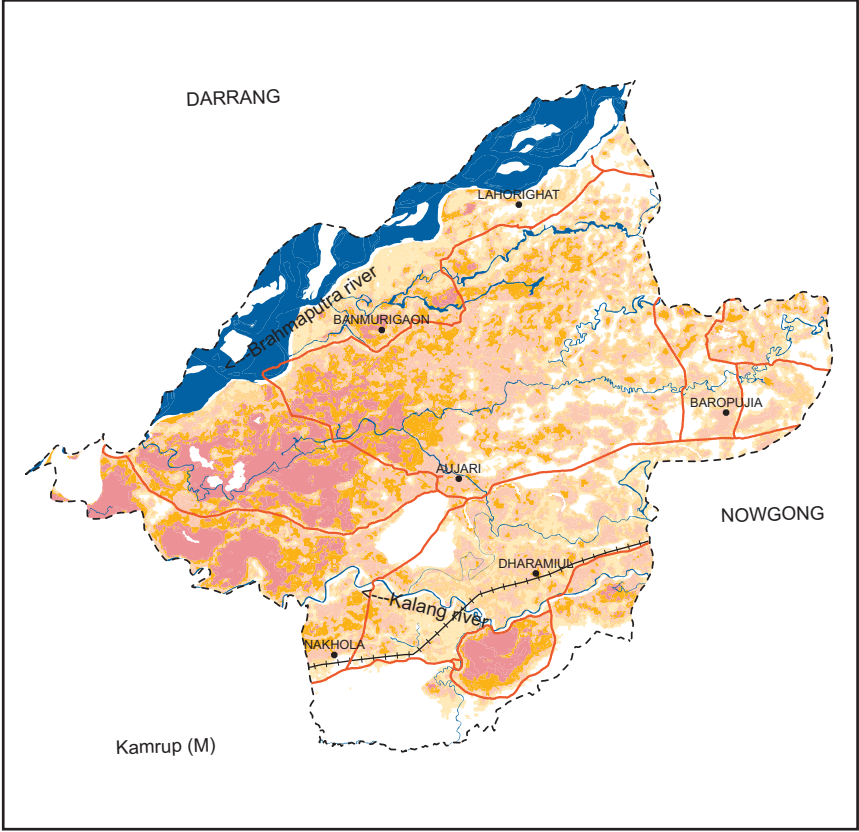 DARRANG
LAHORIGHAT
<---Brahmaputra river
BANMURIGAON
BAROPUJIA
AUJARI
NOWGONG
DHARAMIUL
<---Kalang river
NAKHOLA
Kamrup (M)